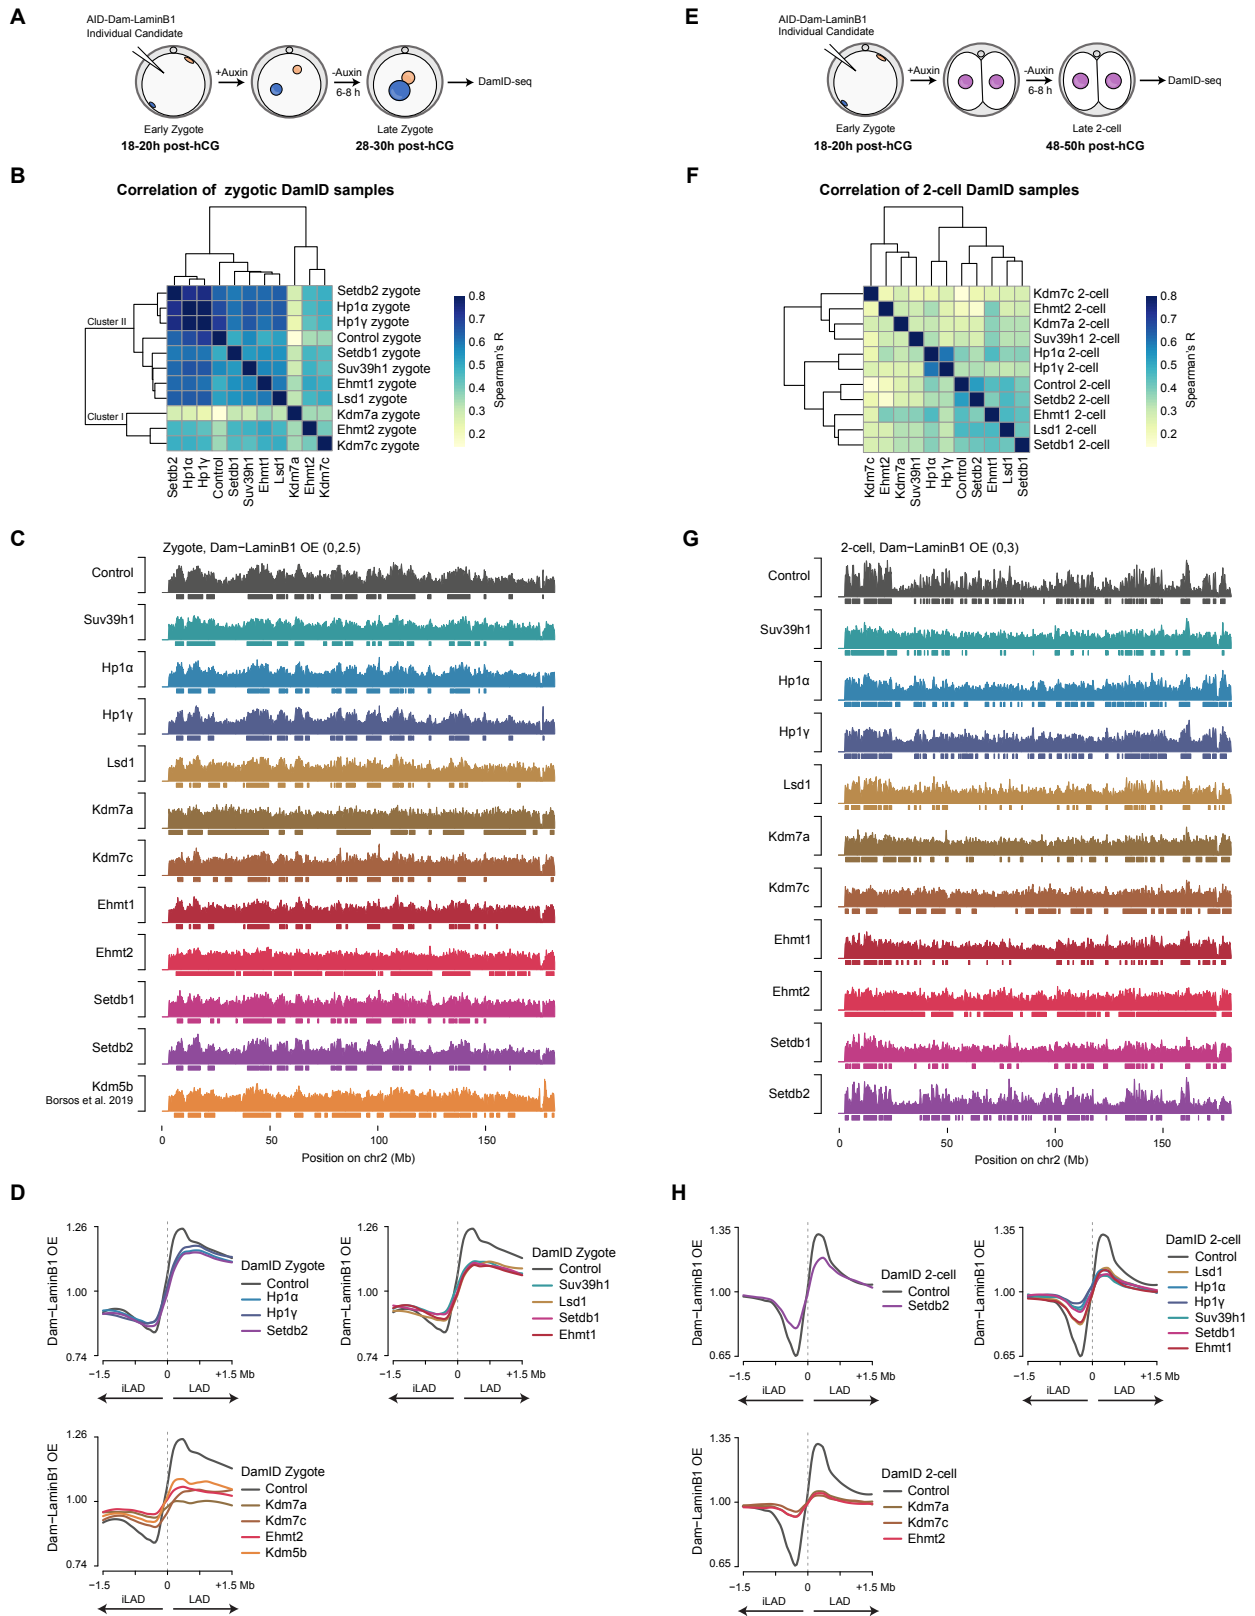 A
AID-Dam-LaminB1
Individual Candidate
+Auxin
-Auxin
6-8 h
DamID-seq
Early Zygote
18-20h post-hCG
Late Zygote
28-30h post-hCG
B
Correlation of zygotic DamID samples
Cluster II
Cluster I
Setdb2 zygote
Hp1α zygote
Hp1γ zygote
Control zygote
Setdb1 zygote
Suv39h1 zygote
Ehmt1 zygote
Lsd1 zygote
Kdm7a zygote
Ehmt2 zygote
Kdm7c zygote
Setdb2
Hp1α
Hp1γ
Control
Setdb1
Suv39h1
Ehmt1
Lsd1
Kdm7a
Ehmt2
Kdm7c
0.8
0.7
0.6
0.5
0.4
0.3
0.2
Spearman's R
C
Zygote, Dam−LaminB1 OE (0,2.5)
Control
Suv39h1
Hp1α
Hp1γ
Lsd1
Kdm7a
Kdm7c
Ehmt1
Ehmt2
Setdb1
Setdb2
Kdm5b
Borsos et al. 2019
0
50
100
150
Position on chr2 (Mb)
D
Dam−LaminB1 OE
1.26
1.00
0.74
−1.5
0
+1.5 Mb
iLAD
LAD
DamID Zygote
Control
Hp1α
Hp1γ
Setdb2
Dam−LaminB1 OE
1.26
1.00
0.74
−1.5
0
+1.5 Mb
iLAD
LAD
DamID Zygote
Control
Suv39h1
Lsd1
Setdb1
Ehmt1
Dam−LaminB1 OE
1.26
1.00
0.74
−1.5
0
+1.5 Mb
iLAD
LAD
DamID Zygote
Control
Kdm7a
Kdm7c
Ehmt2
Kdm5b
E
AID-Dam-LaminB1
Individual Candidate
+Auxin
-Auxin
6-8 h
DamID-seq
Early Zygote
18-20h post-hCG
Late 2-cell
48-50h post-hCG
F
Correlation of 2-cell DamID samples
Kdm7c 2-cell
Ehmt2 2-cell
Kdm7a 2-cell
Suv39h1 2-cell
Hp1α 2-cell
Hp1γ 2-cell
Control 2-cell
Setdb2 2-cell
Ehmt1 2-cell
Lsd1 2-cell
Setdb1 2-cell
Kdm7c
Ehmt2
Kdm7a
Suv39h1
Hp1α
Hp1γ
Control
Setdb2
Ehmt1
Lsd1
Setdb1
0.8
0.7
0.6
0.5
0.4
0.3
0.2
Spearman's R
G
2-cell, Dam−LaminB1 OE (0,3)
Control
Suv39h1
Hp1α
Hp1γ
Lsd1
Kdm7a
Kdm7c
Ehmt1
Ehmt2
Setdb1
Setdb2
0
50
100
150
Position on chr2 (Mb)
H
Dam−LaminB1 OE
1.35
1.00
0.65
−1.5
0
+1.5 Mb
iLAD
LAD
DamID 2-cell
Control
Setdb2
Dam−LaminB1 OE
1.35
1.00
0.65
−1.5
0
+1.5 Mb
iLAD
LAD
DamID 2-cell
Control
Lsd1
Hp1α
Hp1γ
Suv39h1
Setdb1
Ehmt1
Dam−LaminB1 OE
1.35
1.00
0.65
−1.5
0
+1.5 Mb
iLAD
LAD
DamID 2-cell
Control
Kdm7a
Kdm7c
Ehmt2